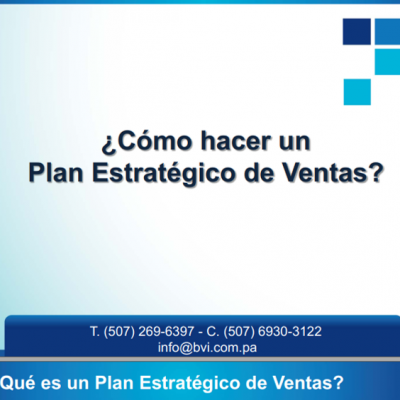 ¿Cómo hacer un
Plan Estratégico de Ventas?
T. (507) 269-6397 - C. (507) 6930-3122
info@bvi.com.pa
Qué es un Plan Estratégico de Ventas?